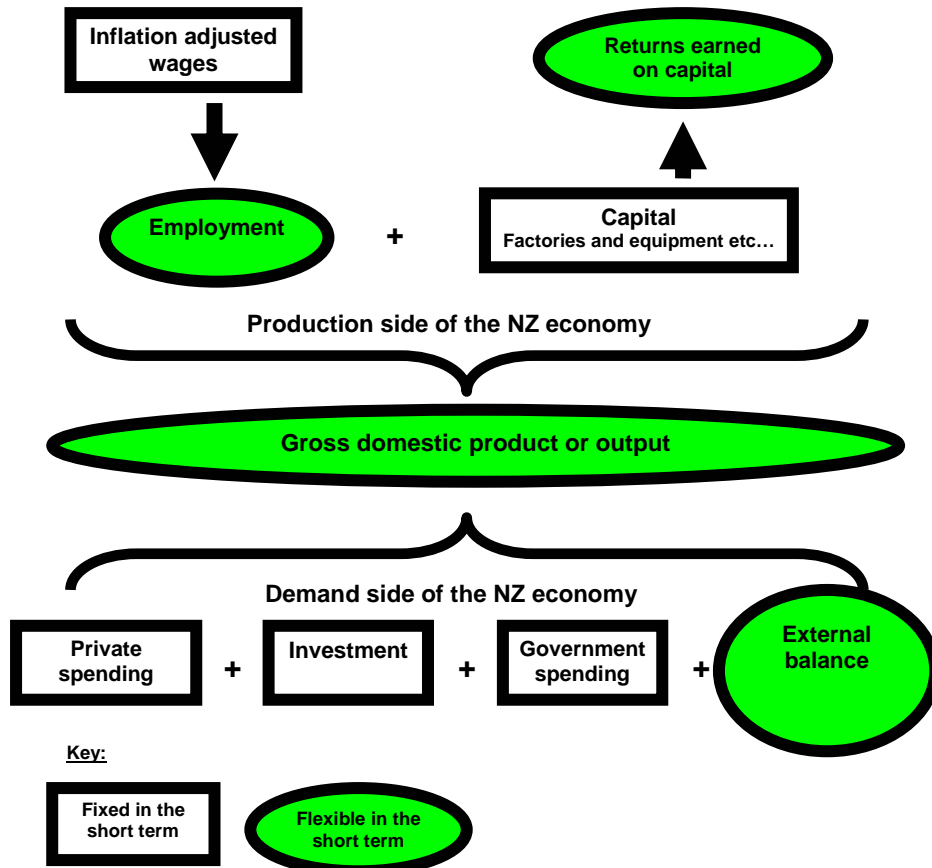 Inflation adjusted
wages
Returns earned
on capital
Employment
+
Capital
Factories and equipment etc…
Production side of the NZ economy
Gross domestic product or output
Demand side of the NZ economy
Private
spending
+
Investment
+
Government
spending
+
External
balance
Key:
Fixed in the
short term
Flexible in the
short term